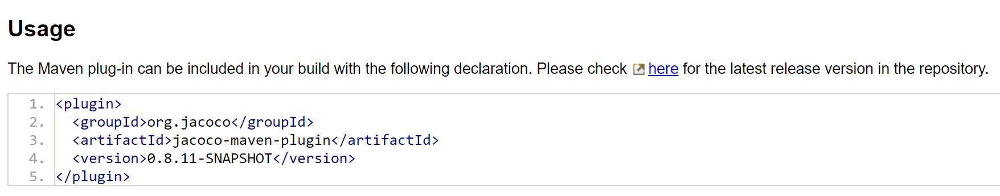 Usage
The Maven plug-in can be included in your build with the following declaration. Please check here for the latest release version in the repository.
1. <plugin>
2.   <groupId>org.jacoco</groupId>
3.   <artifactId>jacoco-maven-plugin</artifactId>
4.   <version>0.8.11-SNAPSHOT</version>
5. </plugin>